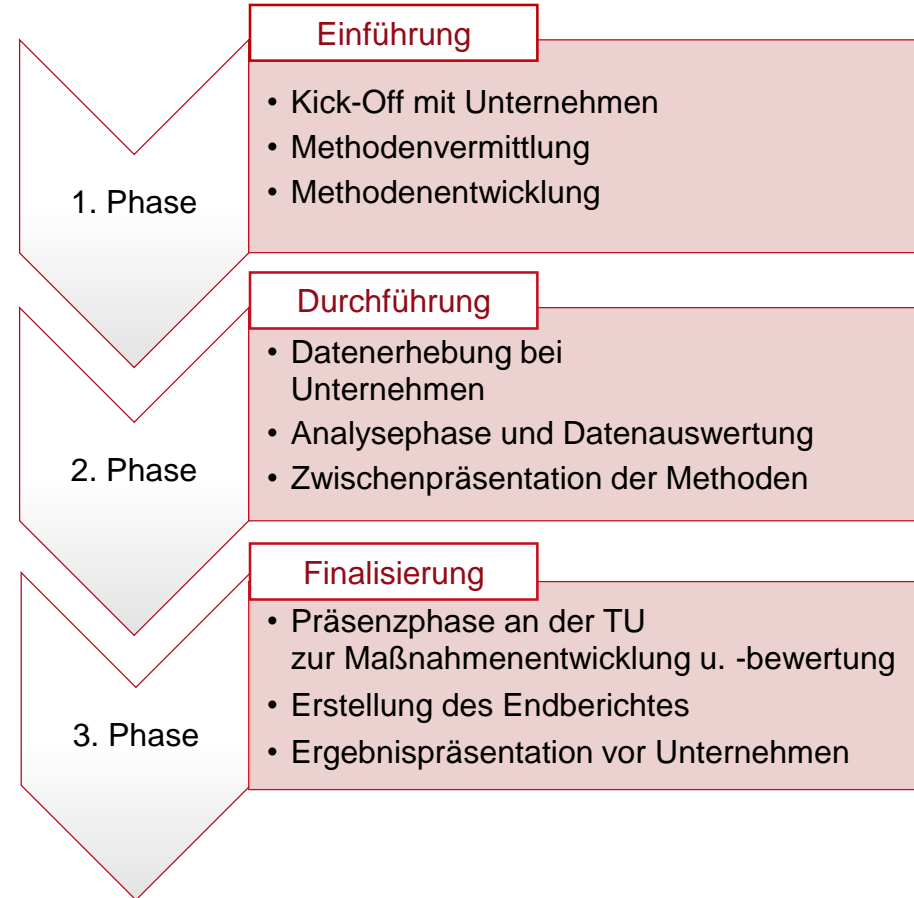 Einführung
1. Phase
• Kick-Off mit Unternehmen
• Methodenvermittlung
• Methodenentwicklung
Durchführung
2. Phase
• Datenerhebung bei
Unternehmen
• Analysephase und Datenauswertung
• Zwischenpräsentation der Methoden
Finalisierung
3. Phase
• Präsenzphase an der TU
zur Maßnahmenentwicklung u. -bewertung
• Erstellung des Endberichtes
• Ergebnispräsentation vor Unternehmen